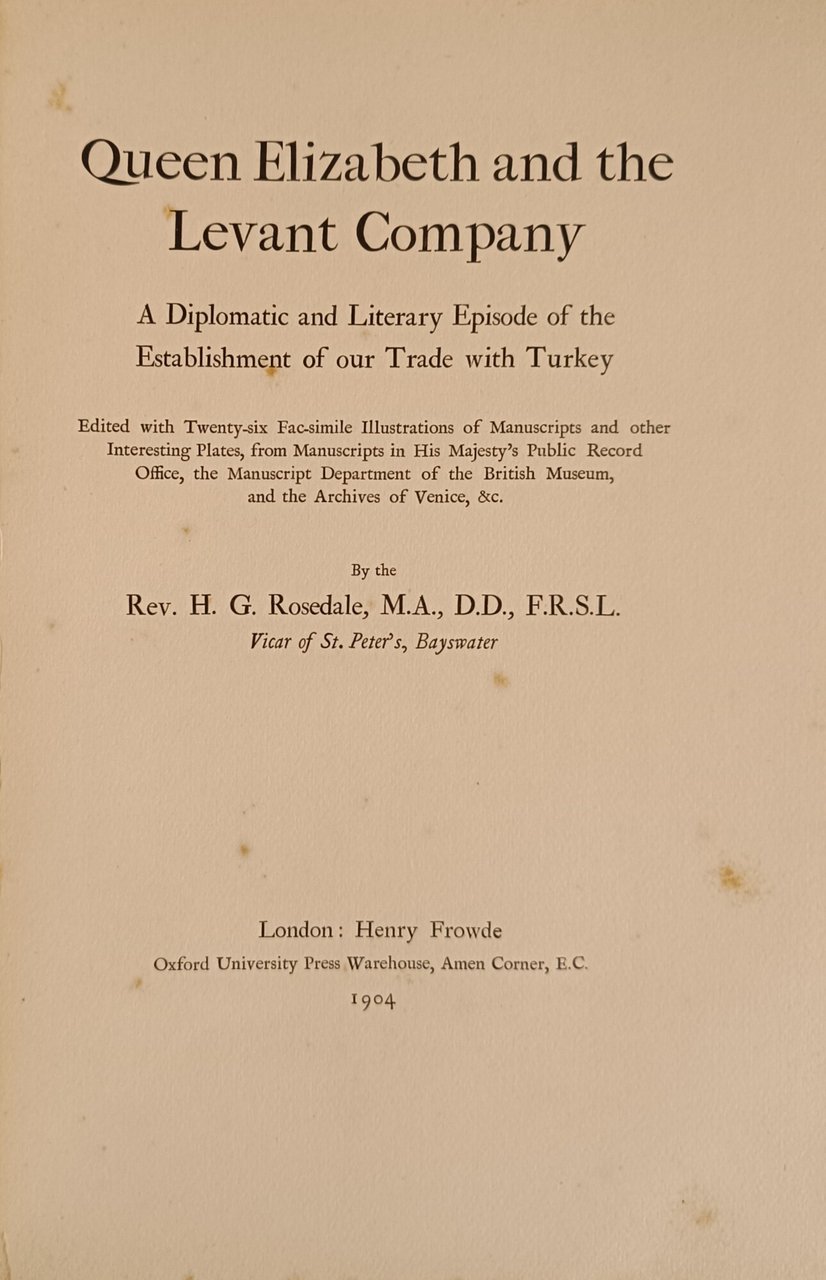 Queen Elizabeth and the
Levant Company
A Diplomatic and Literary Episode of the
Establishment of our Trade with Turkey
Edited with Twenty-six Fac-simile Illustrations of Manuscripts and other
Interesting Plates, from Manuscripts in His Majesty's Public Record
Office, the Manuscript Department of the British Museum,
and the Archives of Venice, &c.
By the
Rev. H. G. Rosedale, M.A., D.D., F.R.S.L.
Vicar of St. Peter's, Bayswater
London: Henry Frowde
Oxford University Press Warehouse, Amen Corner, E.C.
1904